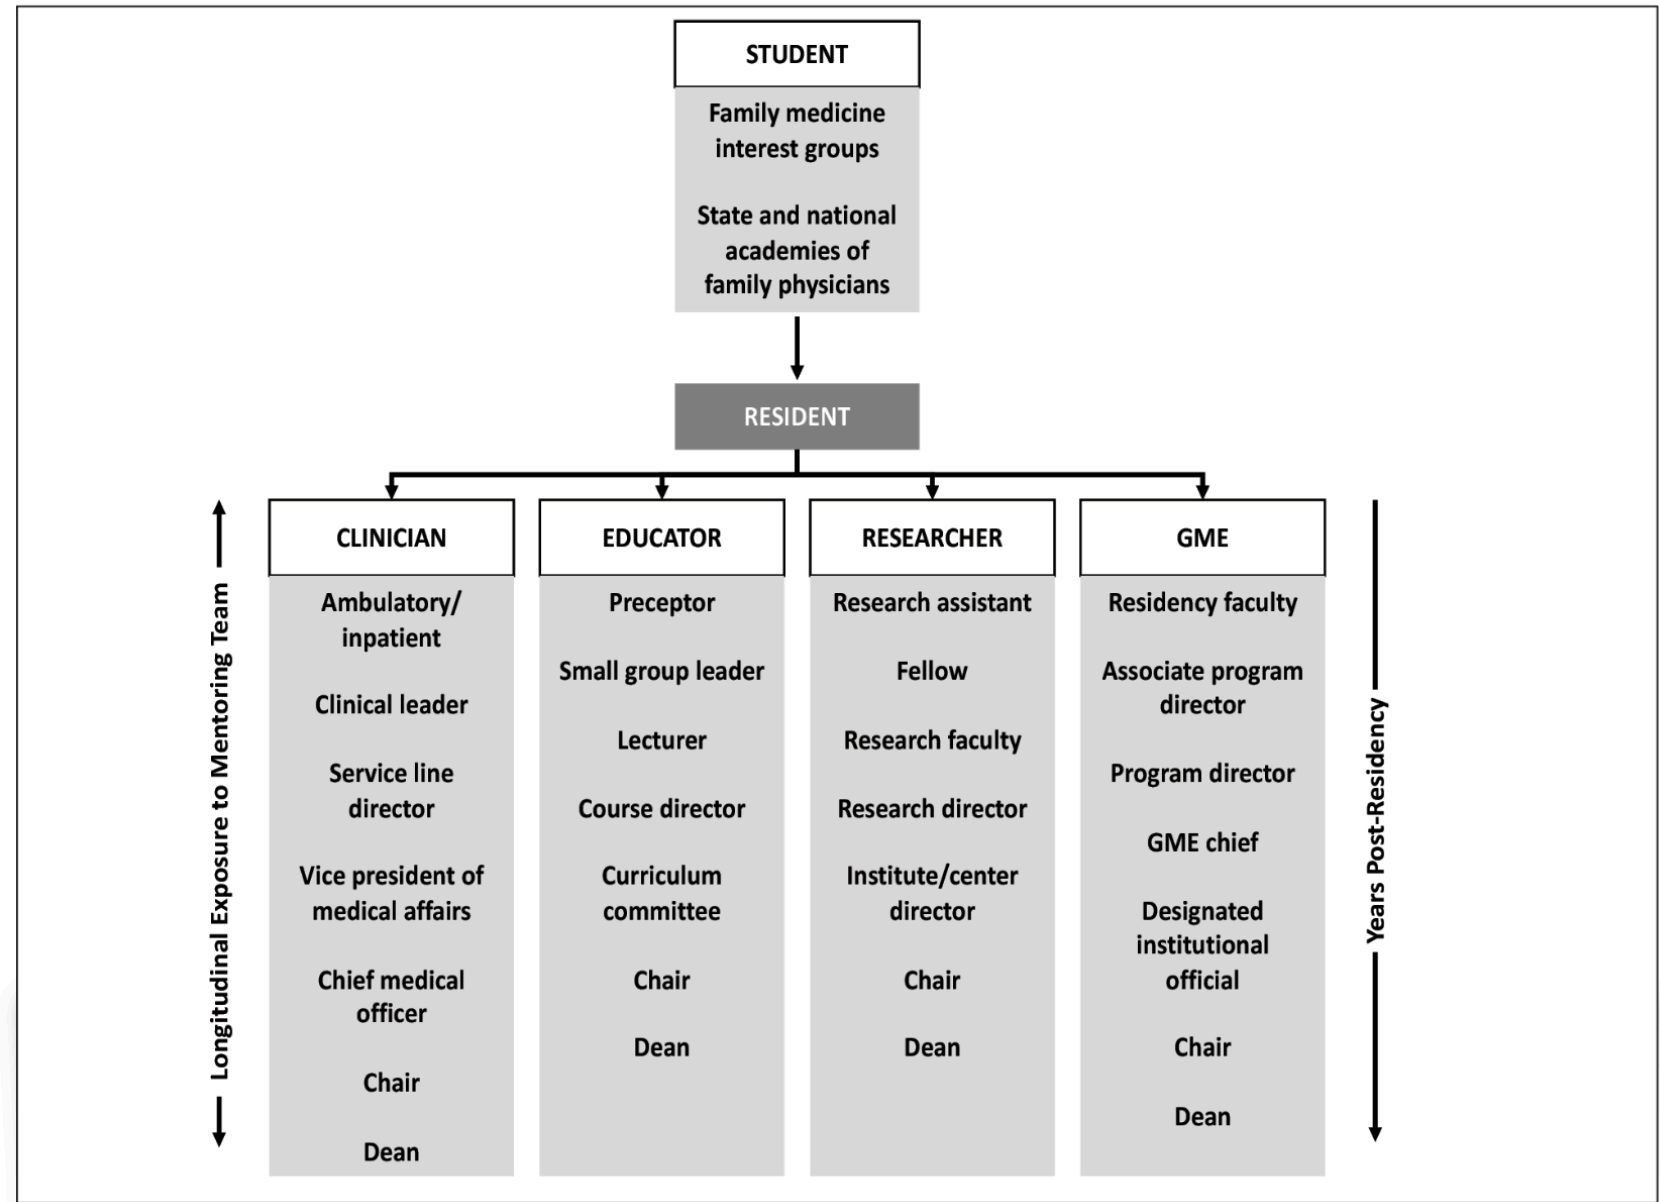 STUDENT
Family medicine
interest groups
State and national
academies of
family physicians
RESIDENT
Longitudinal Exposure to Mentoring Team
CLINICIAN
Ambulatory/
inpatient
Clinical leader
Service line
director
Vice president of
medical affairs
Chief medical
officer
Chair
Dean
EDUCATOR
Preceptor
Small group leader
Lecturer
Course director
Curriculum
committee
Chair
Dean
RESEARCHER
Research assistant
Fellow
Research faculty
Research director
Institute/center
director
Chair
Dean
GME
Residency faculty
Associate program
director
Program director
GME chief
Designated
institutional
official
Chair
Dean
Years Post-Residency